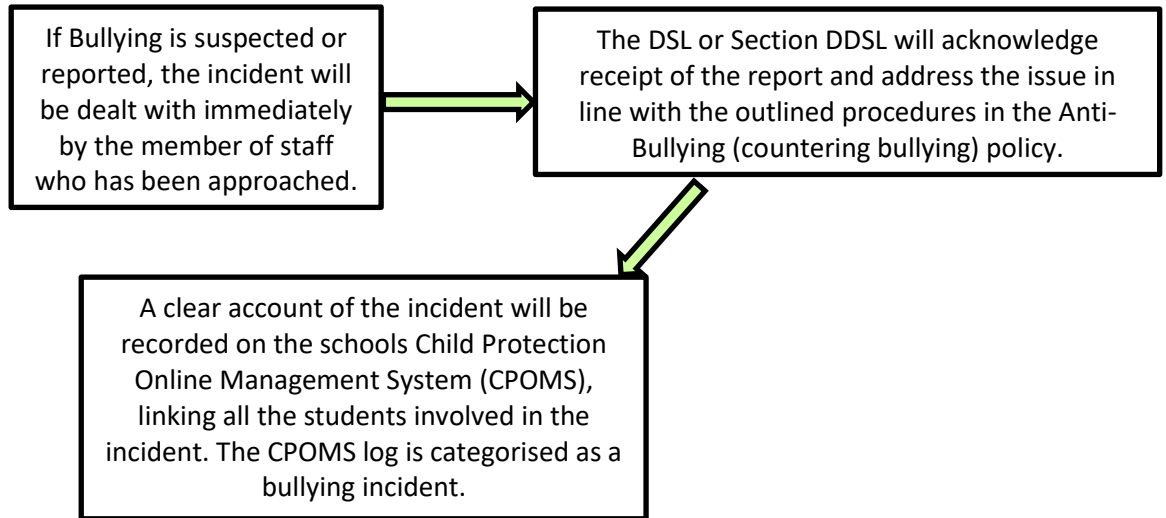 If Bullying is suspected or
reported, the incident will
be dealt with immediately
by the member of staff
who has been approached.
The DSL or Section DDSL will acknowledge
receipt of the report and address the issue in
line with the outlined procedures in the Anti-
Bullying (countering bullying) policy.
A clear account of the incident will be
recorded on the schools Child Protection
Online Management System (CPOMS),
linking all the students involved in the
incident. The CPOMS log is categorised as a
bullying incident.